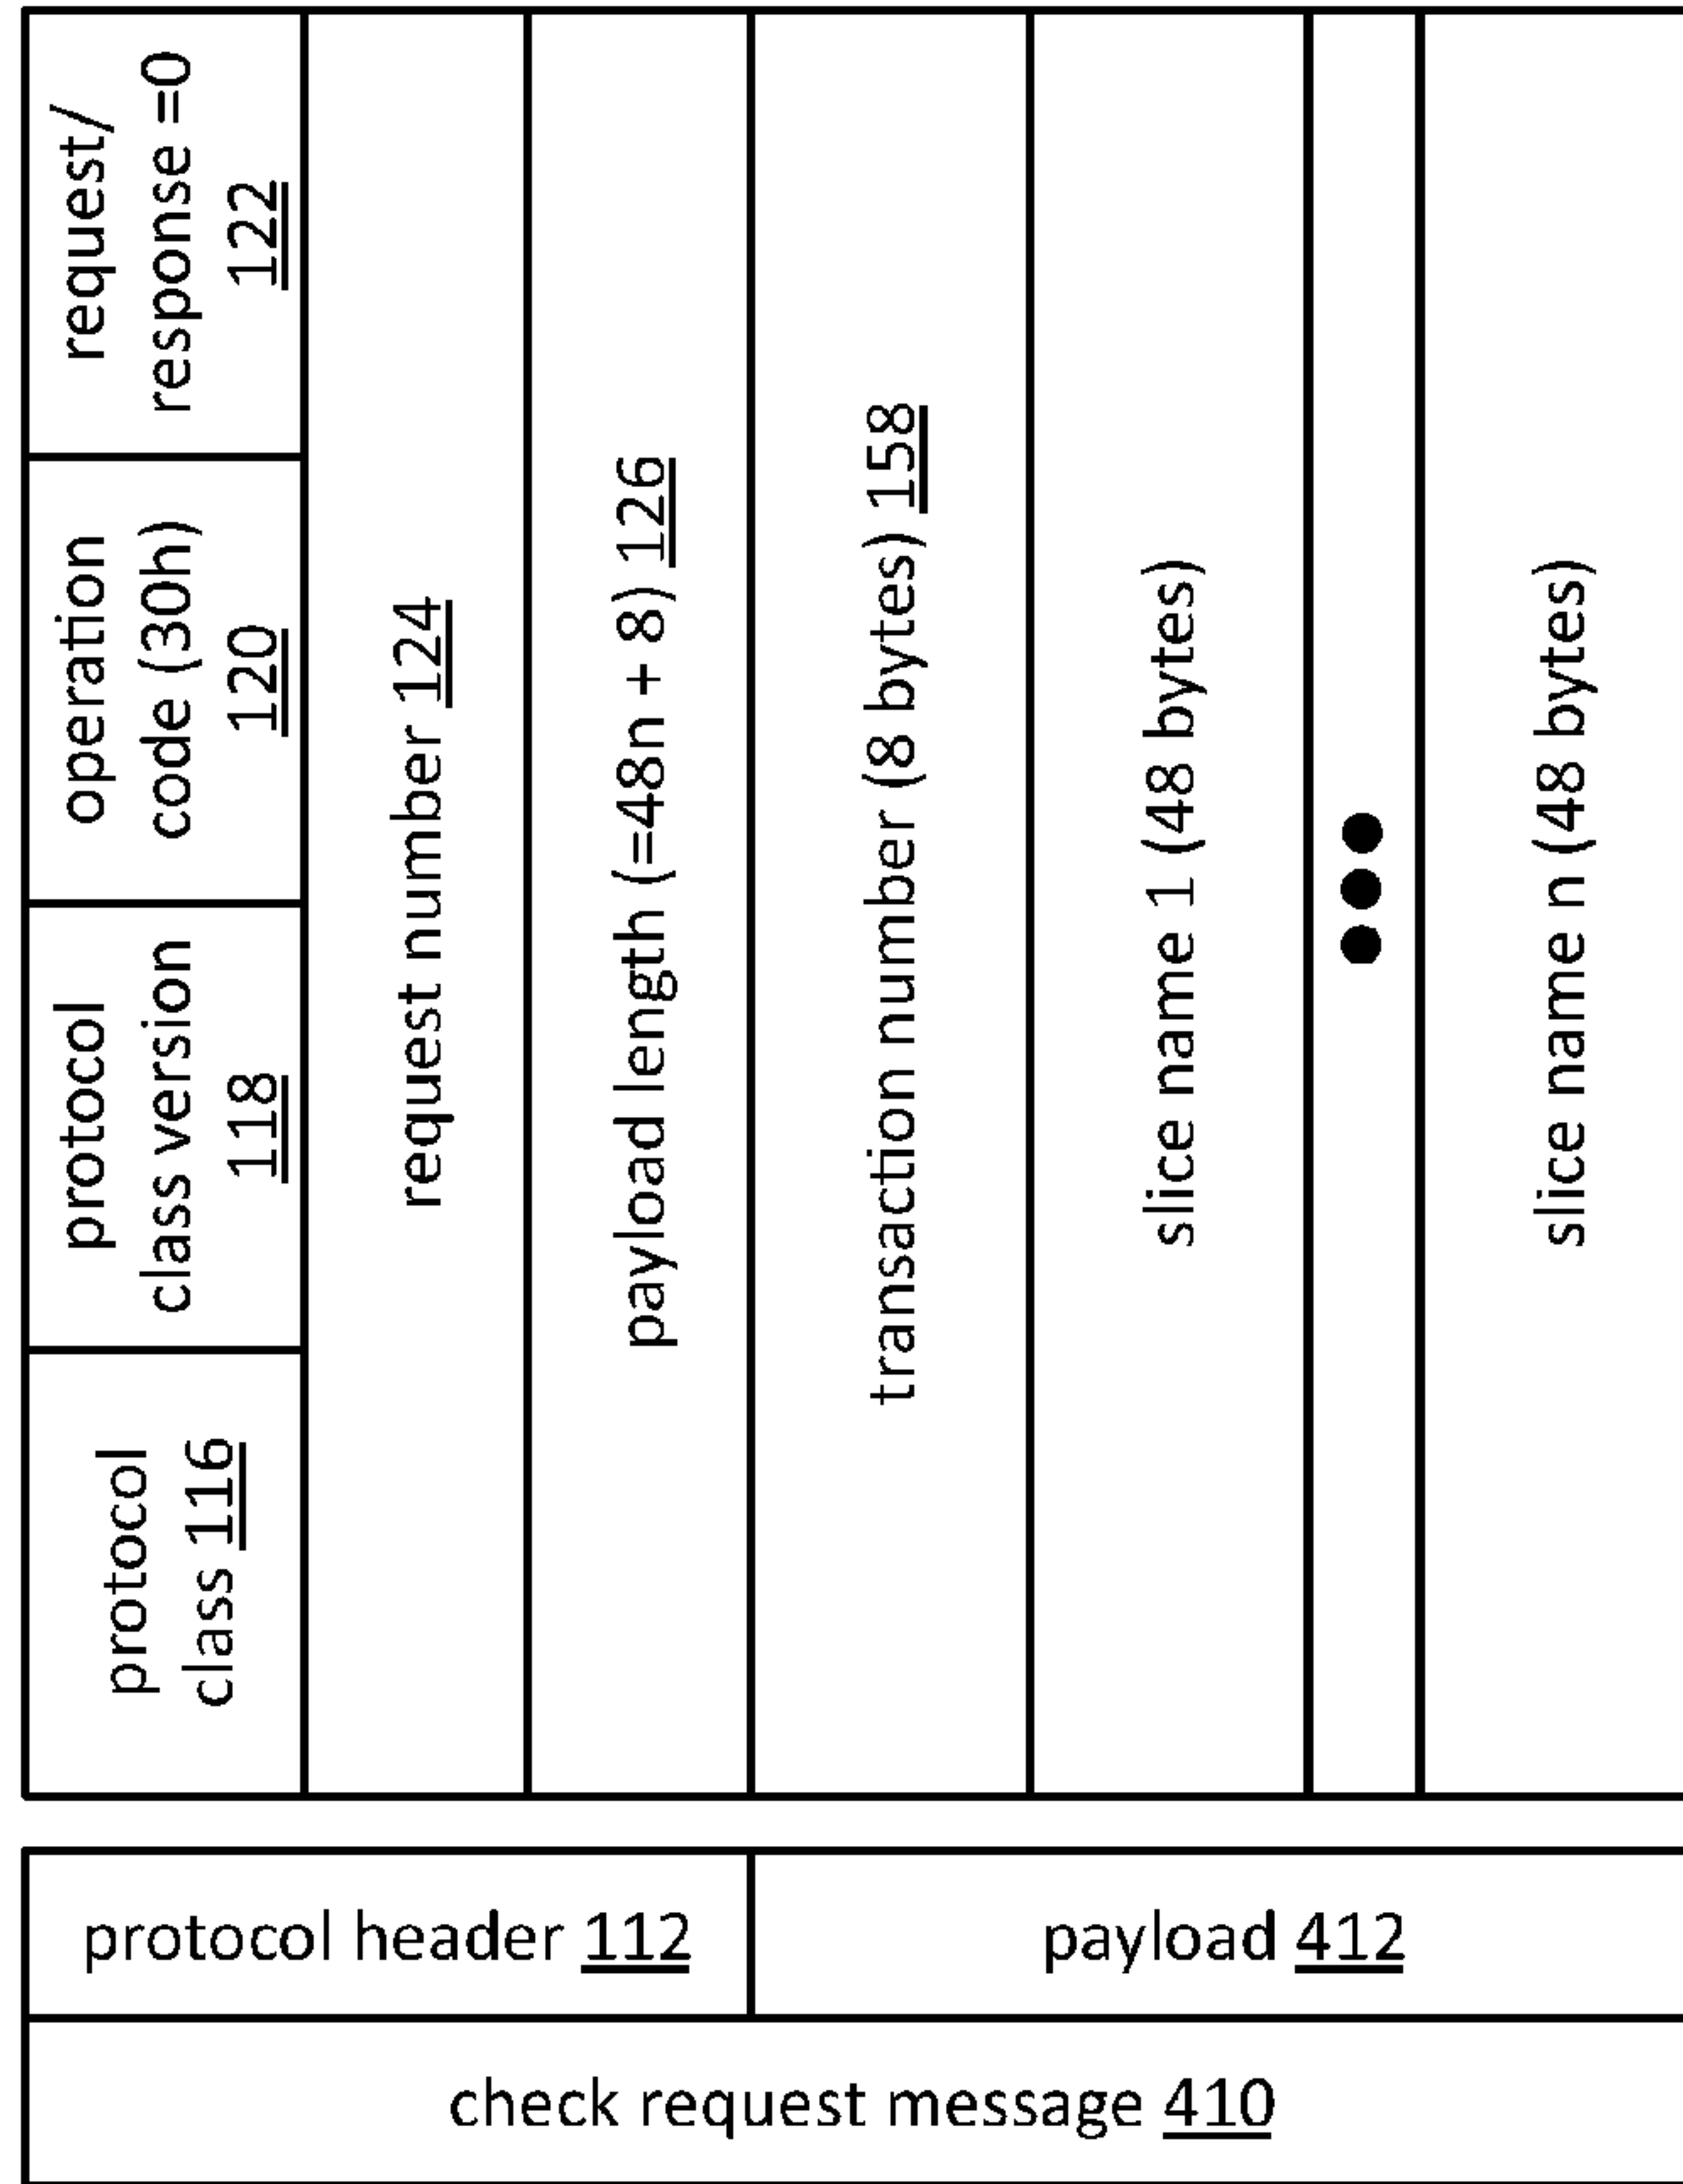 protocol
class 116
protocol
class version
118
operation
code (30h)
120
request/
response =0
122
request number 124
payload length (=48n + 8) 126
transaction number (8 bytes) 158
slice name 1 (48 bytes)
slice name n (48 bytes)
protocol header 112
payload 412
check request message 410